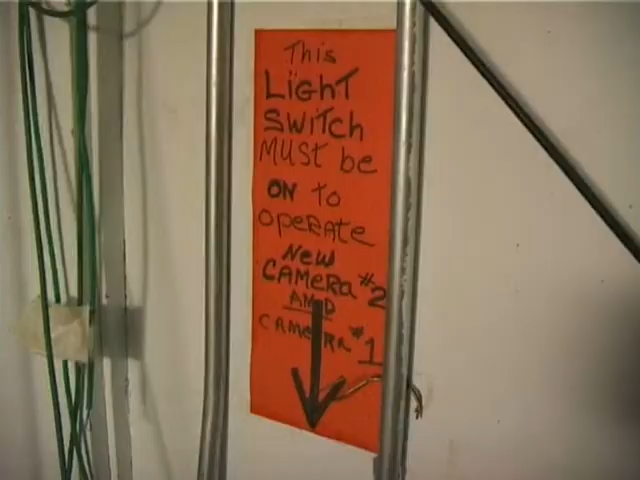 This
LIGHT
SWITCH
MUST be
ON To
OPERATE
NEW
CAMERA #2
AND
CAMERA #1